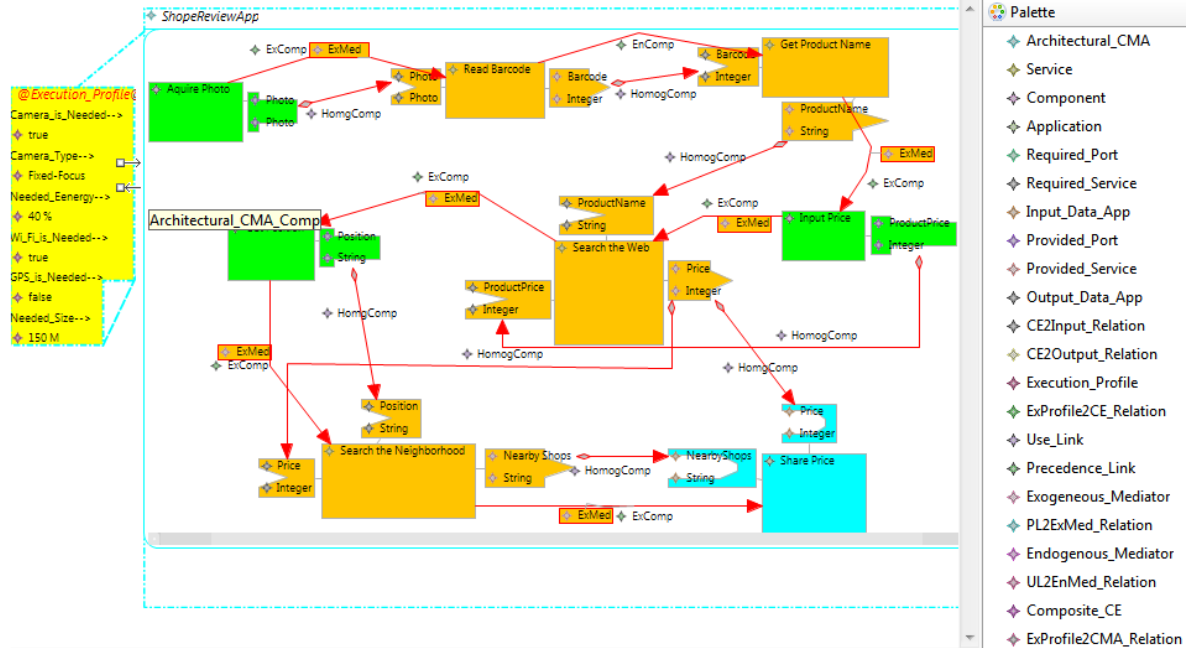 ShopeReviewApp
ExComp
ExMed
EnComp
Aquire Photo
Photo
Photo
HomgComp
Photo
Photo
Read Barcode
Barcode
Integer
HomogComp
Barcode
Integer
Get Product Name
ProductName
String
HomogComp
ExMed
ExComp
@Execution_Profile
Camera_is_Needed-->
true
Camera_Type-->
Fixed-Focus
Needed_Eenergy-->
40 %
Wi_Fi_is_Needed-->
true
GPS_is_Needed-->
false
Needed_Size-->
150 M
ExComp
ExMed
Architectural_CMA_Comp
Position
String
ProductName
String
Search the Web
ExComp
ExMed
Input Price
ProductPrice
Integer
ProductPrice
Integer
Price
Integer
HomgComp
HomogComp
HomogComp
HomgComp
ExMed
ExComp
Position
String
Price
Integer
Search the Neighborhood
Nearby Shops
String
HomogComp
NearbyShops
String
Price
Integer
Share Price
ExMed
ExComp
Palette
Architectural_CMA
Service
Component
Application
Required_Port
Required_Service
Input_Data_App
Provided_Port
Provided_Service
Output_Data_App
CE2Input_Relation
CE2Output_Relation
Execution_Profile
ExProfile2CE_Relation
Use_Link
Precedence_Link
Exogeneous_Mediator
PL2ExMed_Relation
Endogenous_Mediator
UL2EnMed_Relation
Composite_CE
ExProfile2CMA_Relation